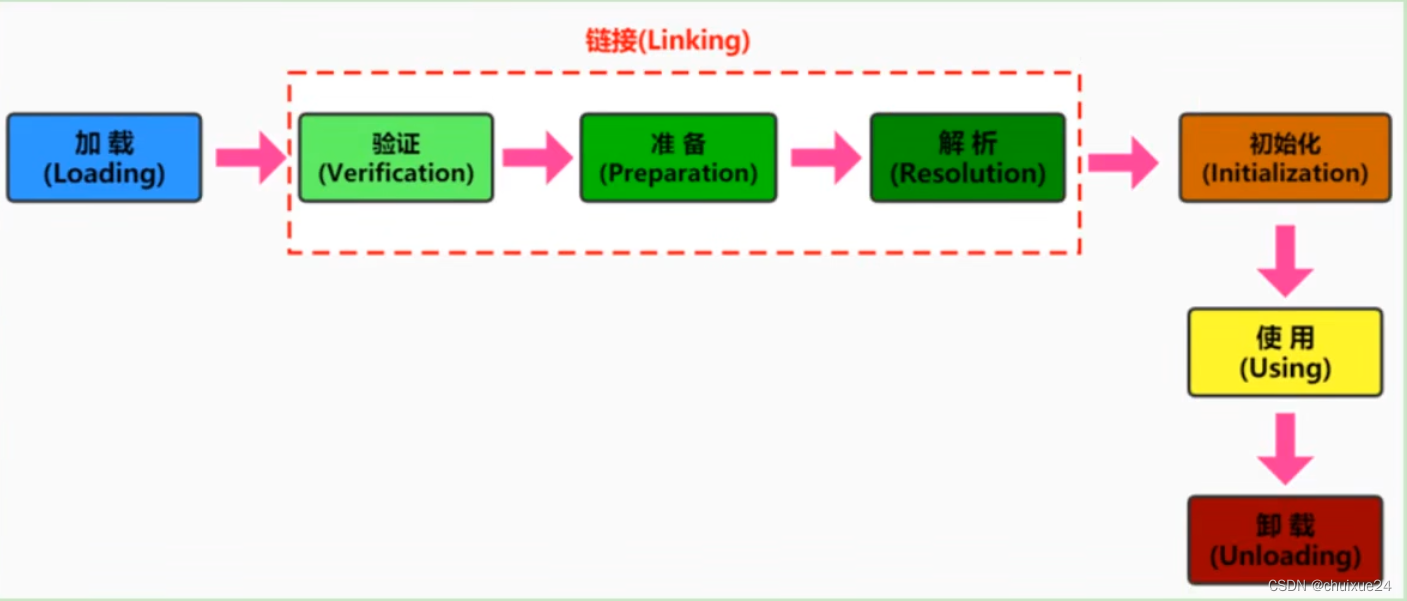 链接(Linking)
加 载
(Loading)
验证
(Verification)
准 备
(Preparation)
解 析
(Resolution)
初始化
(Initialization)
使 用
(Using)
卸 载
(Unloading)
CSDN @chuixue24